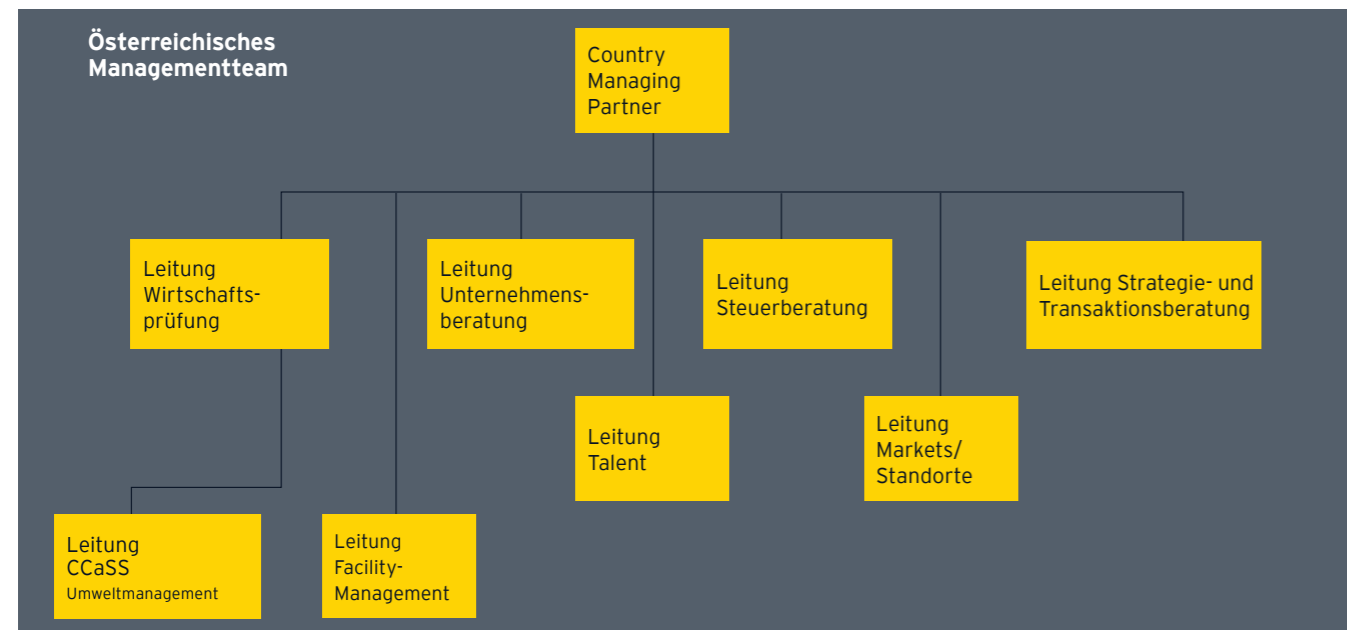 Österreichisches
Managementteam
Country
Managing
Partner
Leitung
Wirtschafts-
prüfung
Leitung
Unternehmens-
beratung
Leitung
Steuerberatung
Leitung Strategie- und
Transaktionsberatung
Leitung
Talent
Leitung
Markets/
Standorte
Leitung
CCaSS
Umweltmanagement
Leitung
Facility-
Management